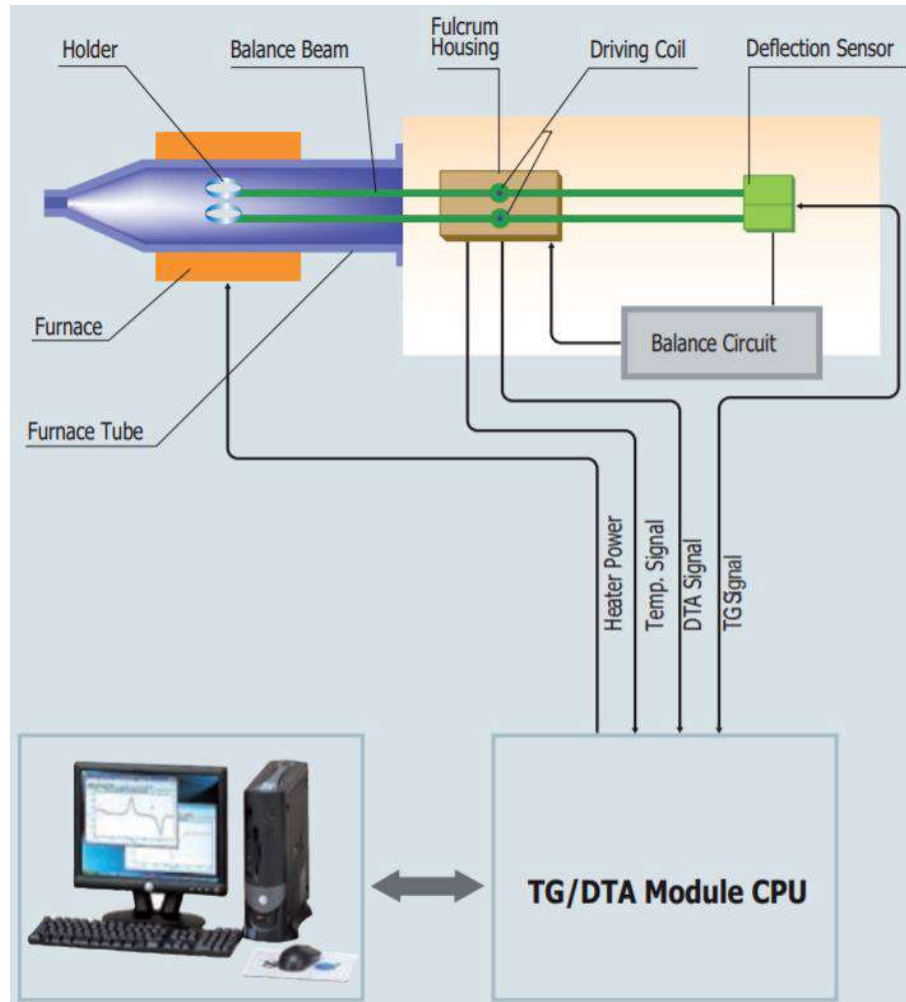 Holder
Balance Beam
Fulcrum
Housing
Driving Coil
Deflection Sensor
Furnace
Balance Circuit
Furnace Tube
Heater Power
Temp. Signal
DTA Signal
TG Signal
TG/DTA Module CPU